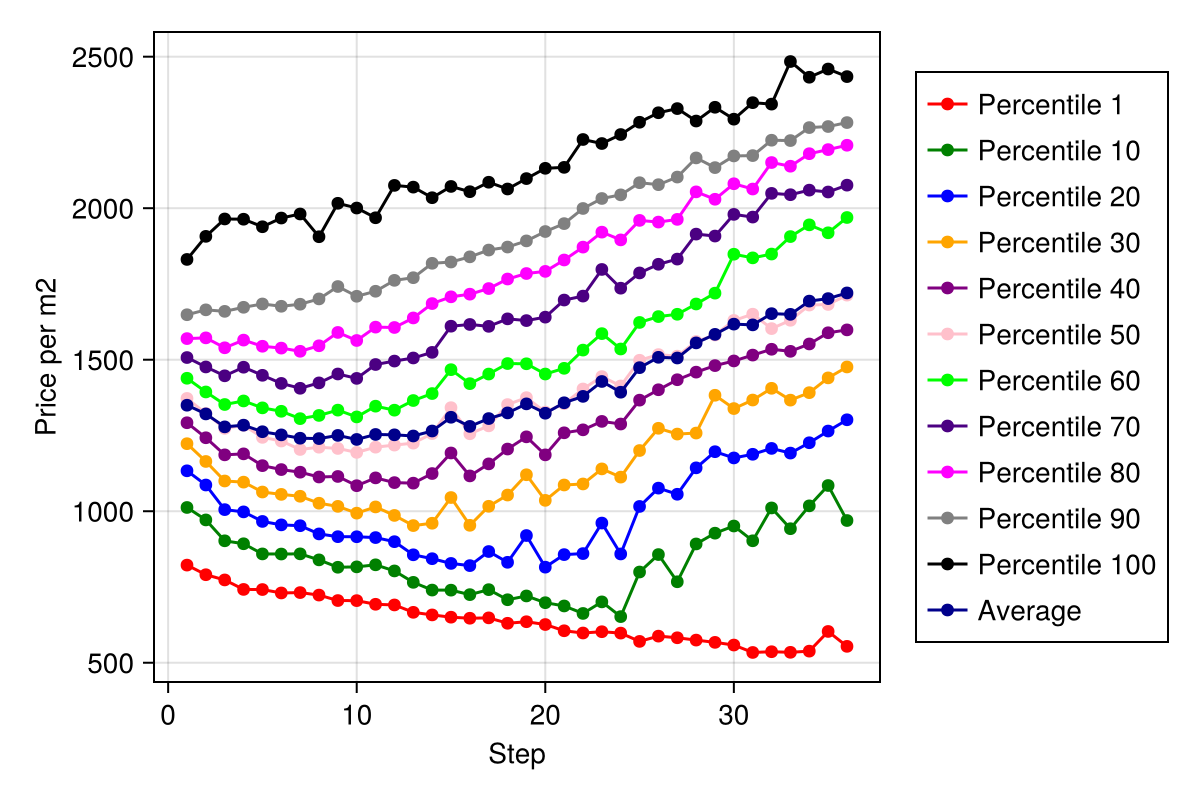 2500
2000
1500
1000
500
Price per m2
0 10 20 30
Step
Percentile 1
Percentile 10
Percentile 20
Percentile 30
Percentile 40
Percentile 50
Percentile 60
Percentile 70
Percentile 80
Percentile 90
Percentile 100
Average